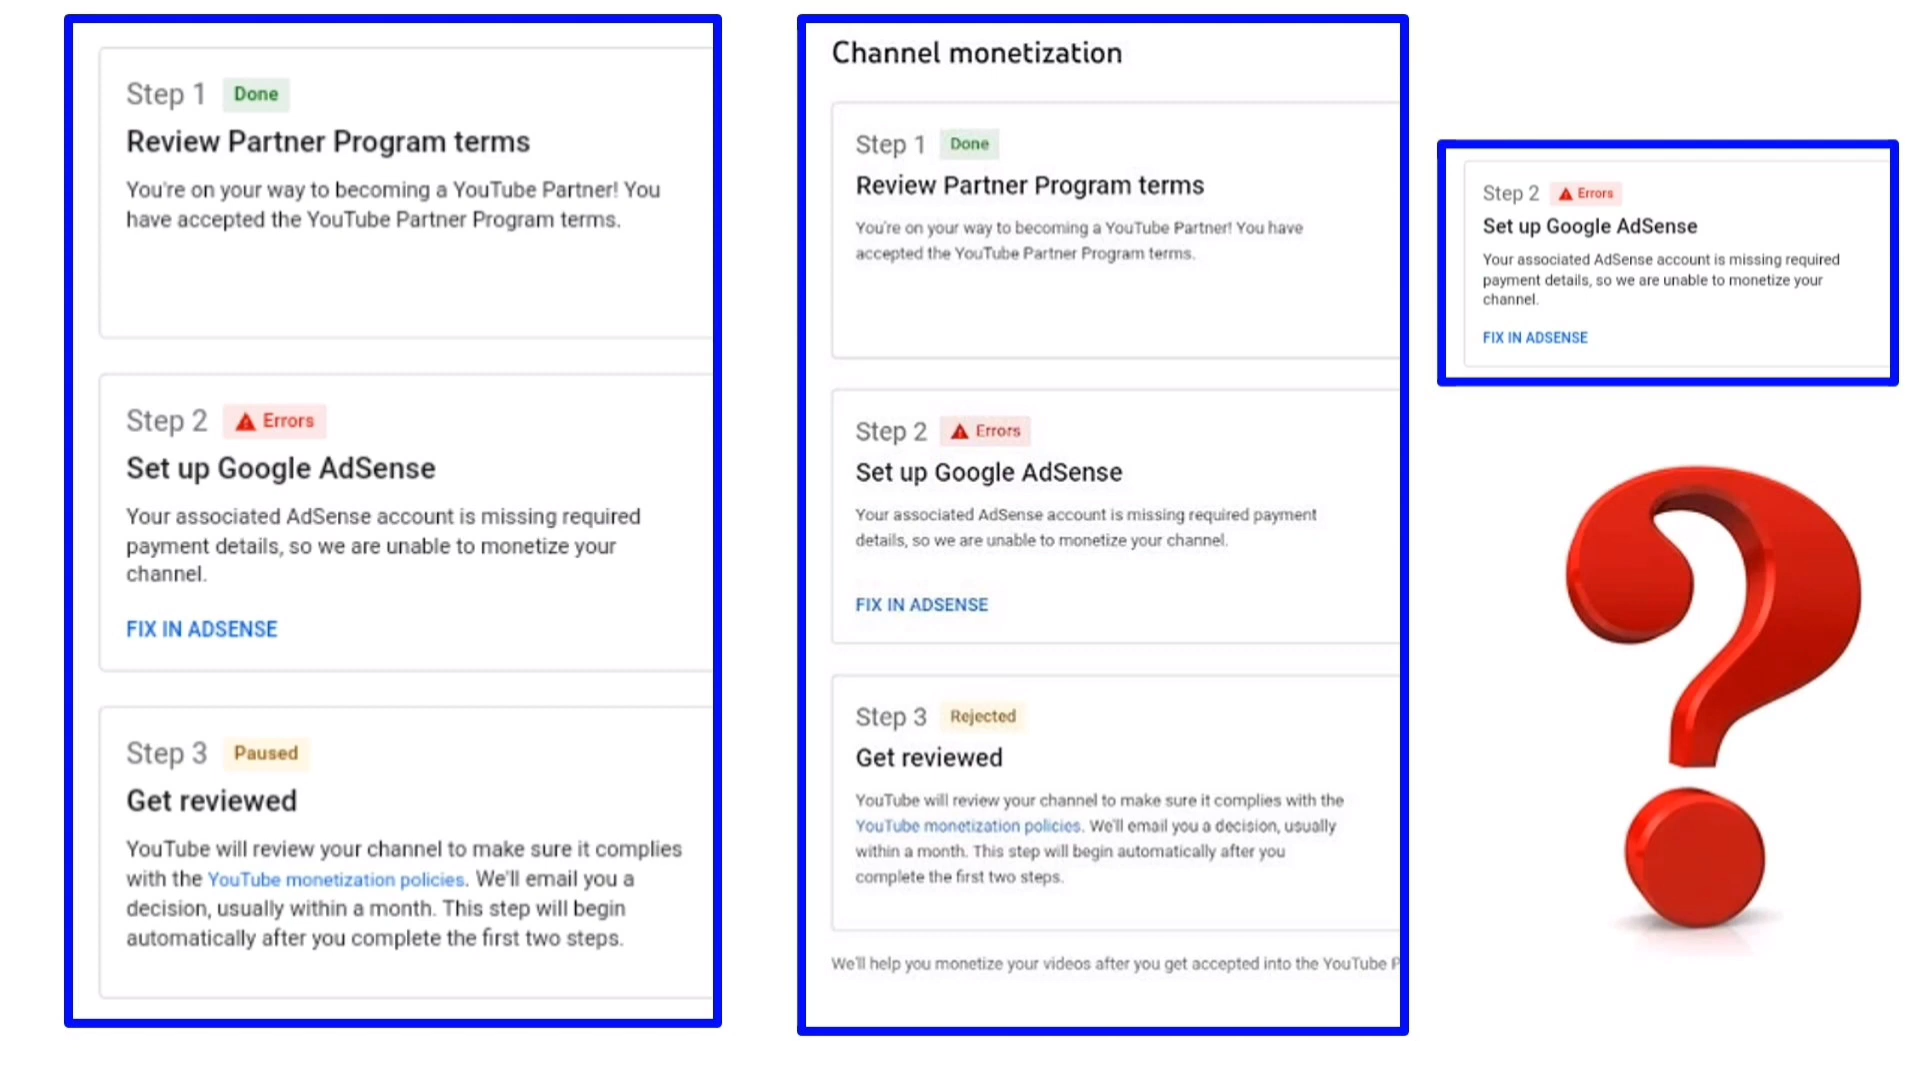 Step 1 Done
Review Partner Program terms
You're on your way to becoming a YouTube Partner! You
have accepted the YouTube Partner Program terms.
Step 2 Errors
Set up Google AdSense
Your associated AdSense account is missing required
payment details, so we are unable to monetize your
channel.
FIX IN ADSENSE
Step 3 Paused
Get reviewed
YouTube will review your channel to make sure it complies
with the YouTube monetization policies. We'll email you a
decision, usually within a month. This step will begin
automatically after you complete the first two steps.
Channel monetization
Step 1 Done
Review Partner Program terms
You're on your way to becoming a YouTube Partner! You have
accepted the YouTube Partner Program terms.
Step 2 Errors
Set up Google AdSense
Your associated AdSense account is missing required payment
details, so we are unable to monetize your channel.
FIX IN ADSENSE
Step 3 Rejected
Get reviewed
YouTube will review your channel to make sure it complies with the
YouTube monetization policies. We'll email you a decision, usually
within a month. This step will begin automatically after you
complete the first two steps.
We'll help you monetize your videos after you get accepted into the YouTube P
Step 2 Errors
Set up Google AdSense
Your associated AdSense account is missing required
payment details, so we are unable to monetize your
channel.
FIX IN ADSENSE
?